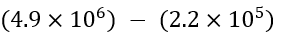 (4.9 × 10⁶) − (2.2 × 10⁵)